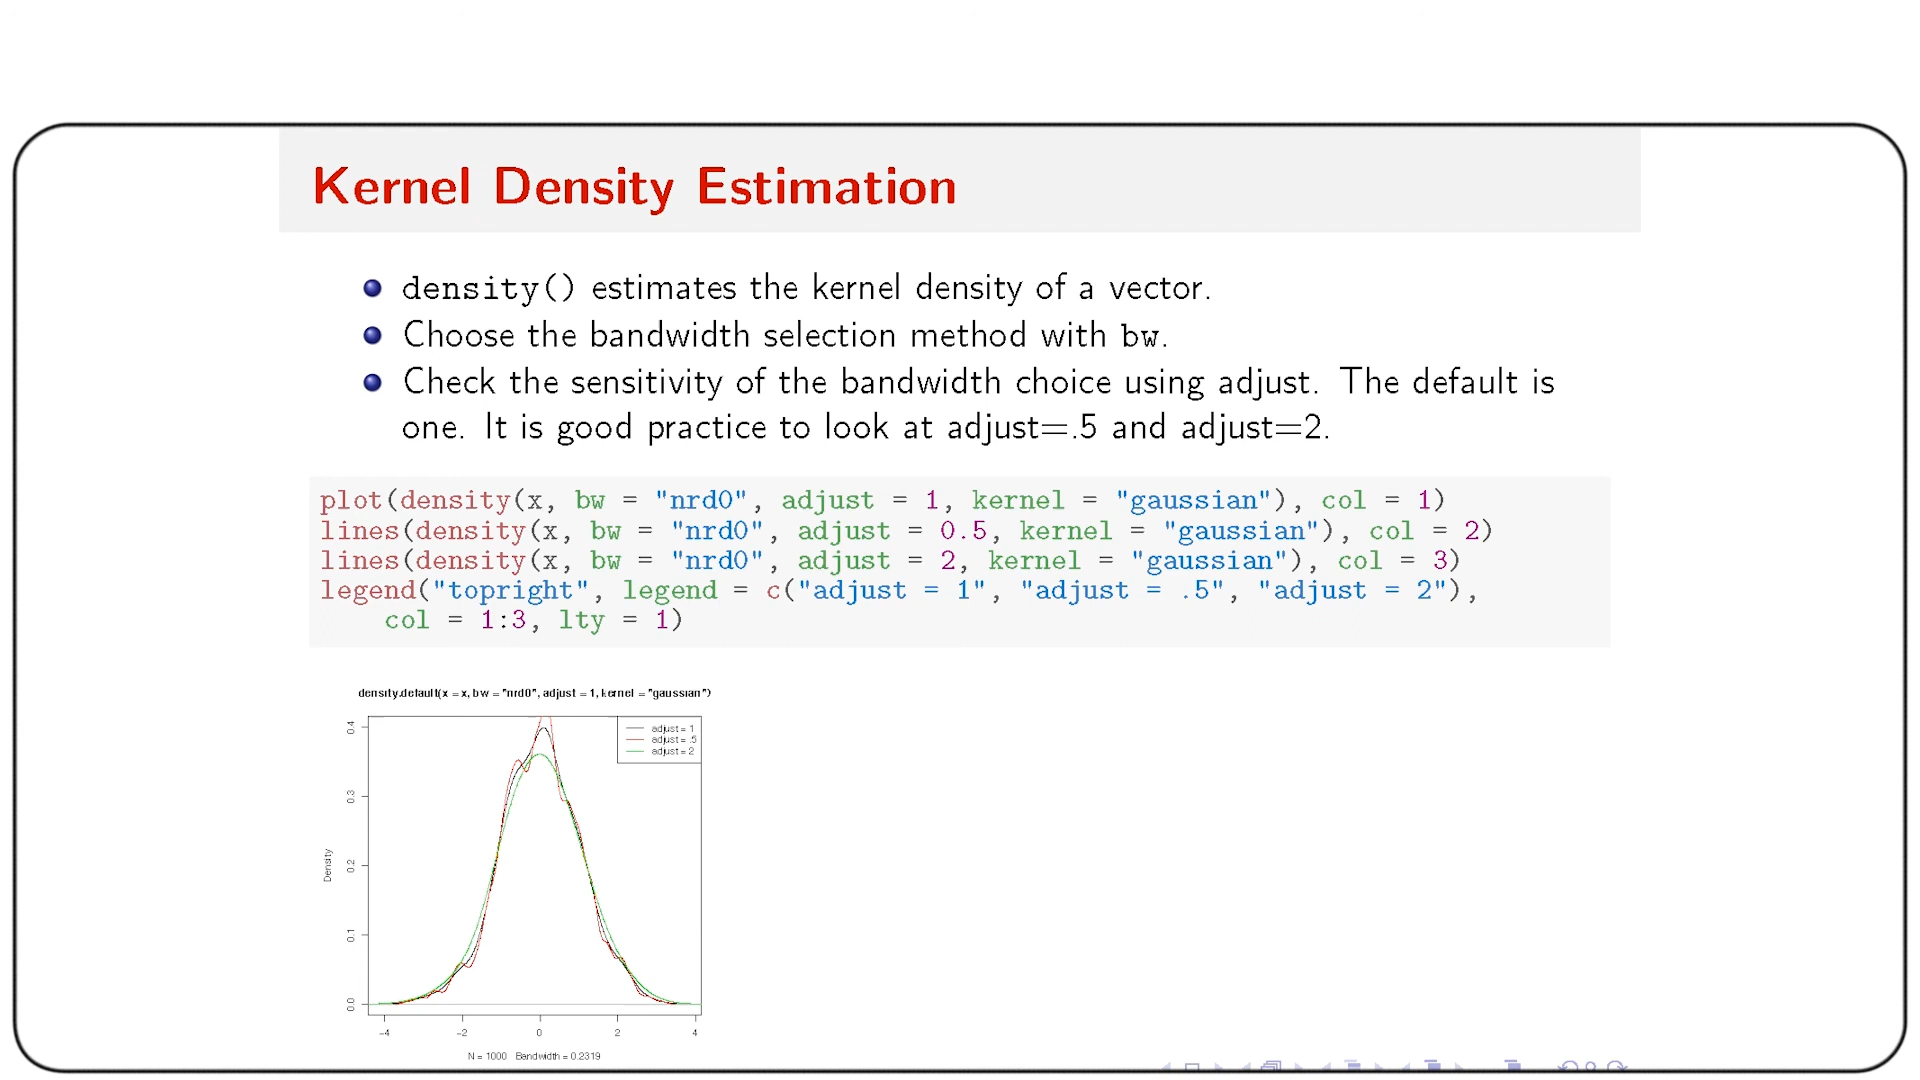 Kernel Density Estimation
density() estimates the kernel density of a vector.
Choose the bandwidth selection method with bw.
Check the sensitivity of the bandwidth choice using adjust. The default is
one. It is good practice to look at adjust=.5 and adjust=2.
plot(density(x, bw = "nrd0", adjust = 1, kernel = "gaussian"), col = 1)
lines(density(x, bw = "nrd0", adjust = 0.5, kernel = "gaussian"), col = 2)
lines(density(x, bw = "nrd0", adjust = 2, kernel = "gaussian"), col = 3)
legend("topright", legend = c("adjust = 1", "adjust = .5", "adjust = 2"),
col = 1:3, lty = 1)
density.default(x = x, bw = "nrd0", adjust = 1, kernel = "gaussian")
adjust = 1
adjust = .5
adjust = 2
0.4
0.3
0.2
0.1
0.0
Density
-4 -2 0 2 4
N = 1000 Bandwidth = 0.2319